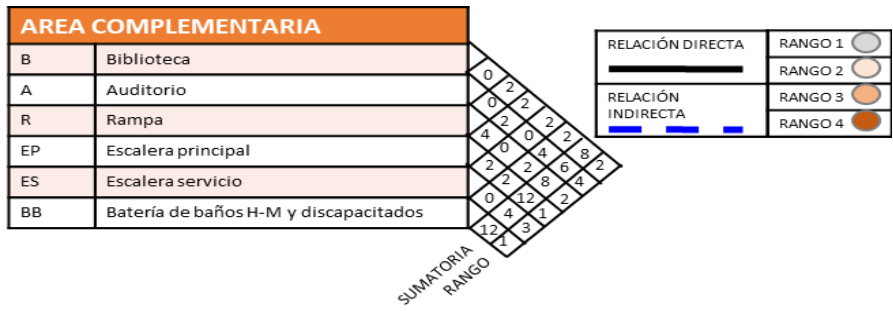 AREA COMPLEMENTARIA
B Biblioteca
A Auditorio
R Rampa
EP Escalera principal
ES Escalera servicio
BB Batería de baños H-M y discapacitados
0
2
0 2
2 2
4 0 2
0 4 8
2 2 6 2
2 8 4
0 12 2
4 1
12 3
1
SUMATORIA
RANGO
RELACIÓN DIRECTA
RANGO 1
RANGO 2
RELACIÓN
INDIRECTA
RANGO 3
RANGO 4